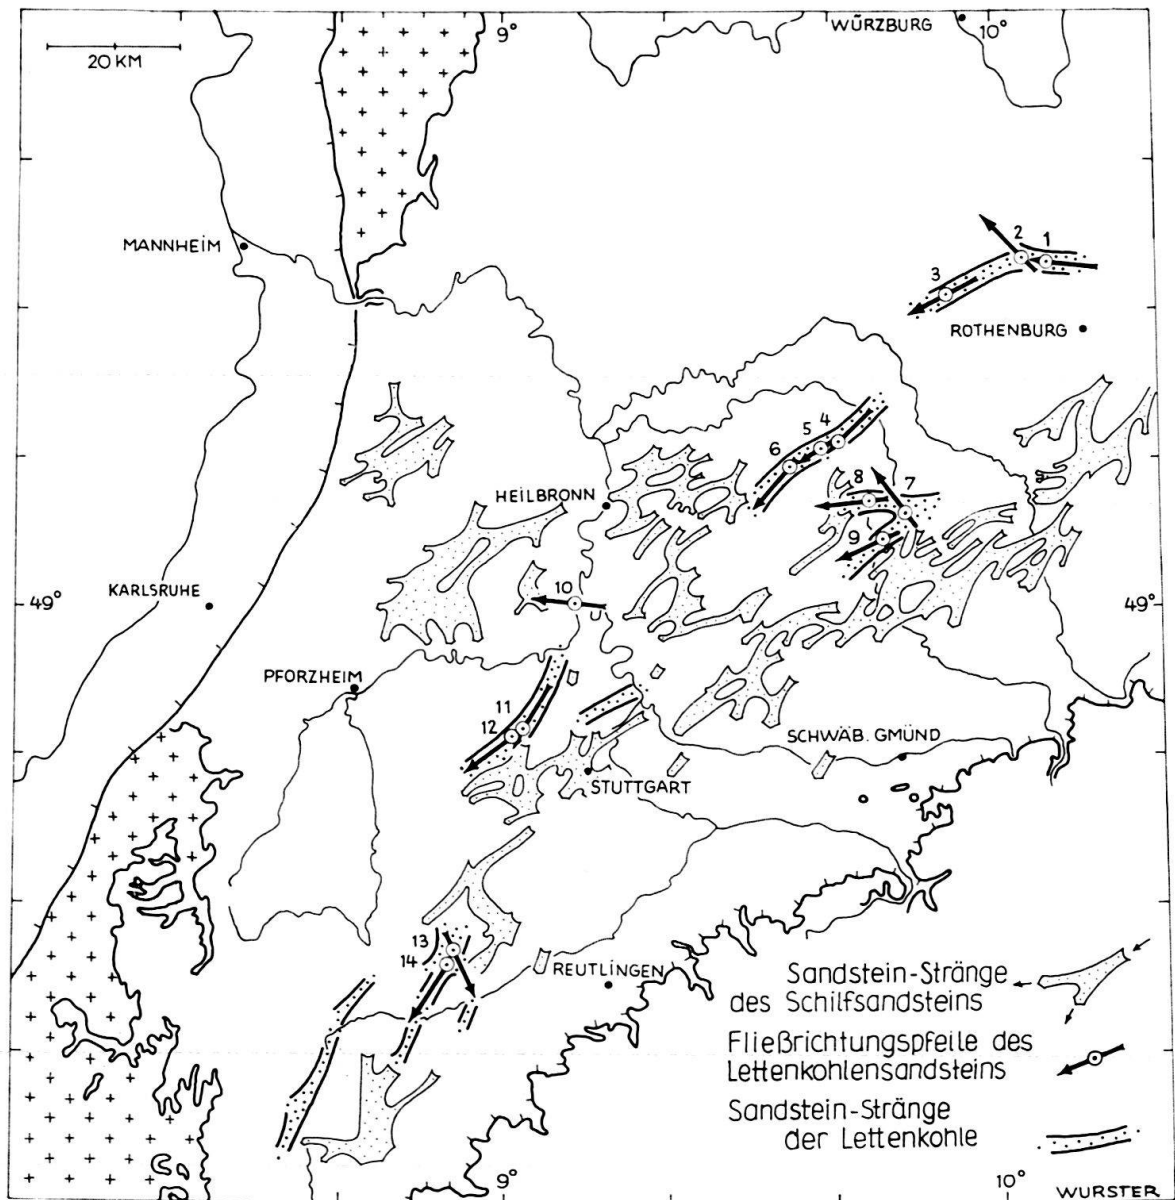 9°
WÜRZBURG
10°
20 KM
MANNHEIM
2 1
3
ROTHENBURG
5 4
6
HEILBRONN
8 7
9
KARLSRUHE
49°
10
49°
PFORZHEIM
11
12
SCHWÄB. GMÜND
STUTTGART
13
14
REUTLINGEN
Sandstein-Stränge
des Schilfsandsteins
Fließrichtungspfeile des
Lettenkohlensandsteins
Sandstein-Stränge
der Lettenkohle
9°
10°
WURSTER